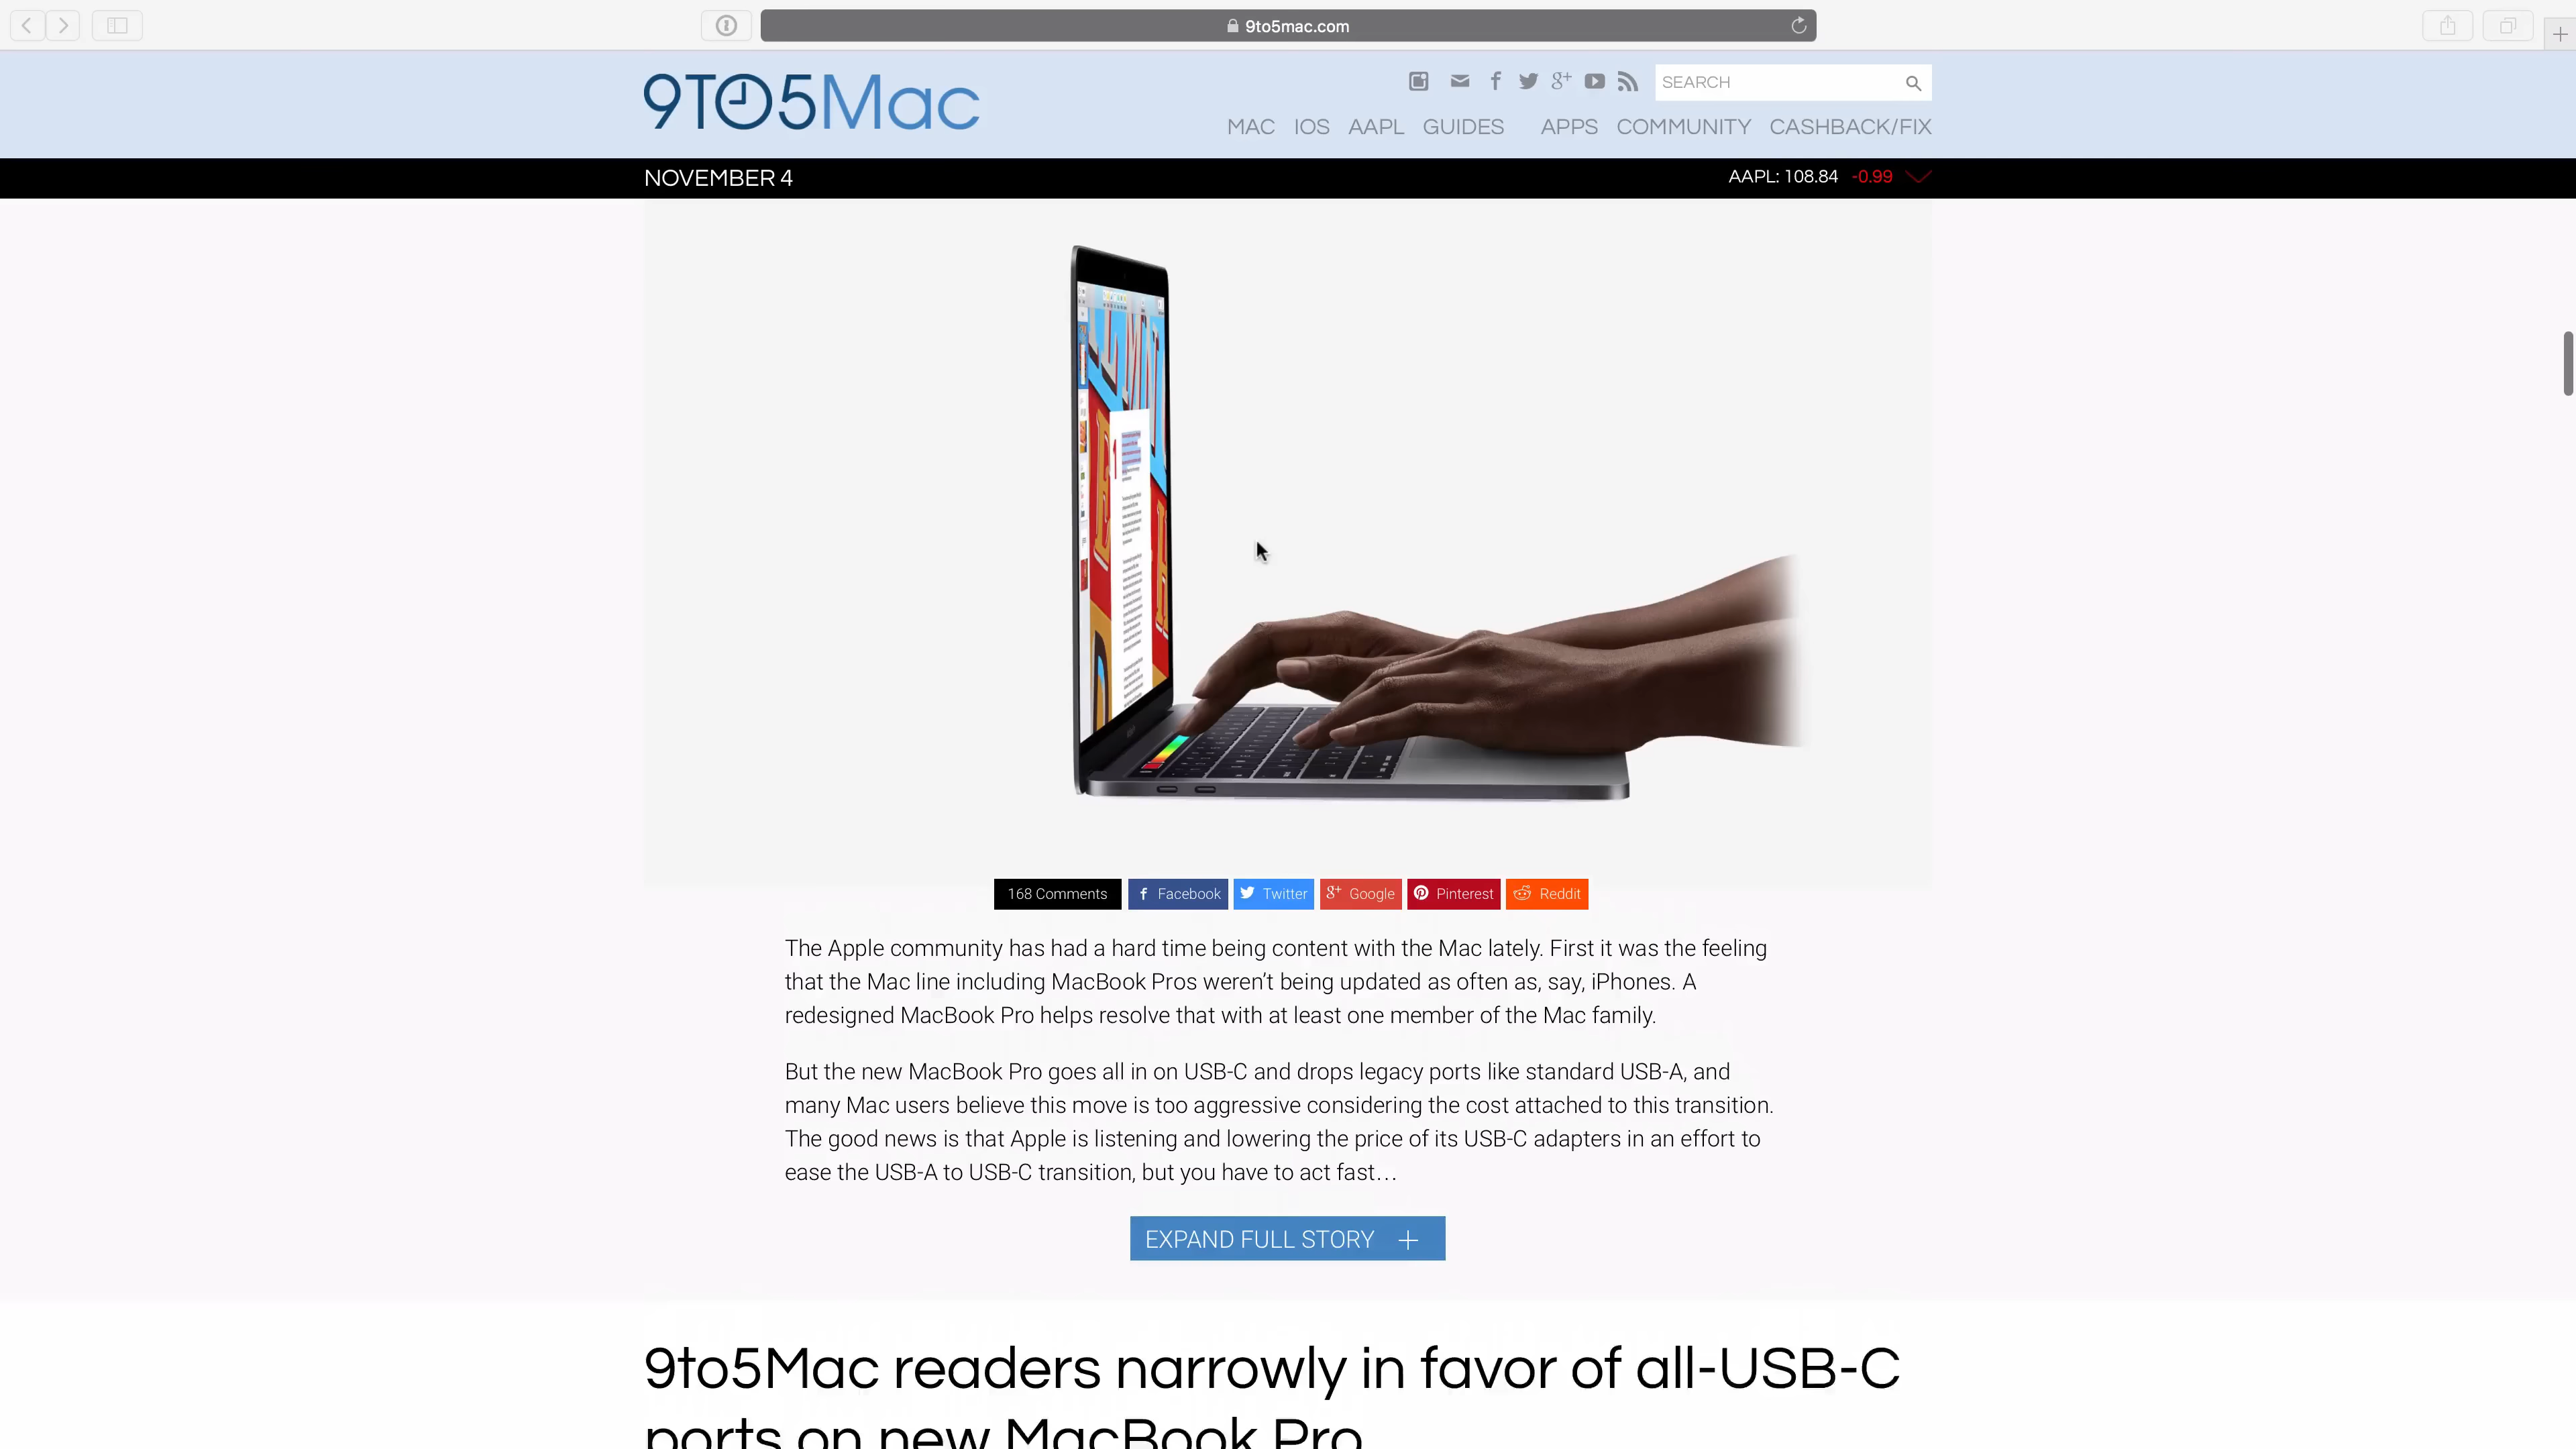 9to5mac.com
9TO5Mac
SEARCH
MAC IOS AAPL GUIDES APPS COMMUNITY CASHBACK/FIX
NOVEMBER 4
AAPL: 108.84 -0.99
168 Comments
Facebook
Twitter
Google
Pinterest
Reddit
The Apple community has had a hard time being content with the Mac lately. First it was the feeling
that the Mac line including MacBook Pros weren’t being updated as often as, say, iPhones. A
redesigned MacBook Pro helps resolve that with at least one member of the Mac family.
But the new MacBook Pro goes all in on USB-C and drops legacy ports like standard USB-A, and
many Mac users believe this move is too aggressive considering the cost attached to this transition.
The good news is that Apple is listening and lowering the price of its USB-C adapters in an effort to
ease the USB-A to USB-C transition, but you have to act fast…
EXPAND FULL STORY
9to5Mac readers narrowly in favor of all-USB-C
ports on new MacBook Pro